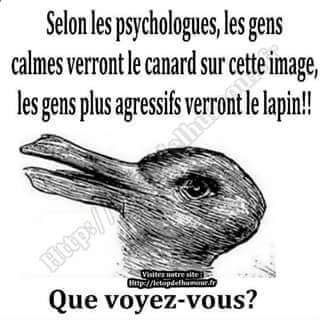 Selon les psychologues, les gens
calmes verront le canard sur cette image,
les gens plus agressifs verront le lapin!!
Visitez notre site :
Http://letopdelhumour.fr
Que voyez-vous?